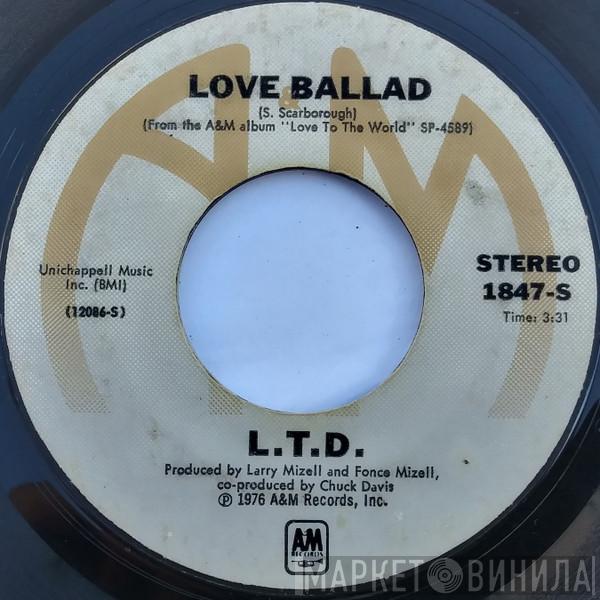 LOVE BALLAD
(S. Scarborough)
(From the A&M album "Love To The World" SP-4589)
Unichappell Music
Inc. (BMI)
(12086-S)
STEREO
1847-S
Time: 3:31
L.T.D.
Produced by Larry Mizell and Fonce Mizell,
co-produced by Chuck Davis
℗ 1976 A&M Records, Inc.
A&M
RECORDS
МАРКЕТ ВИНИЛА